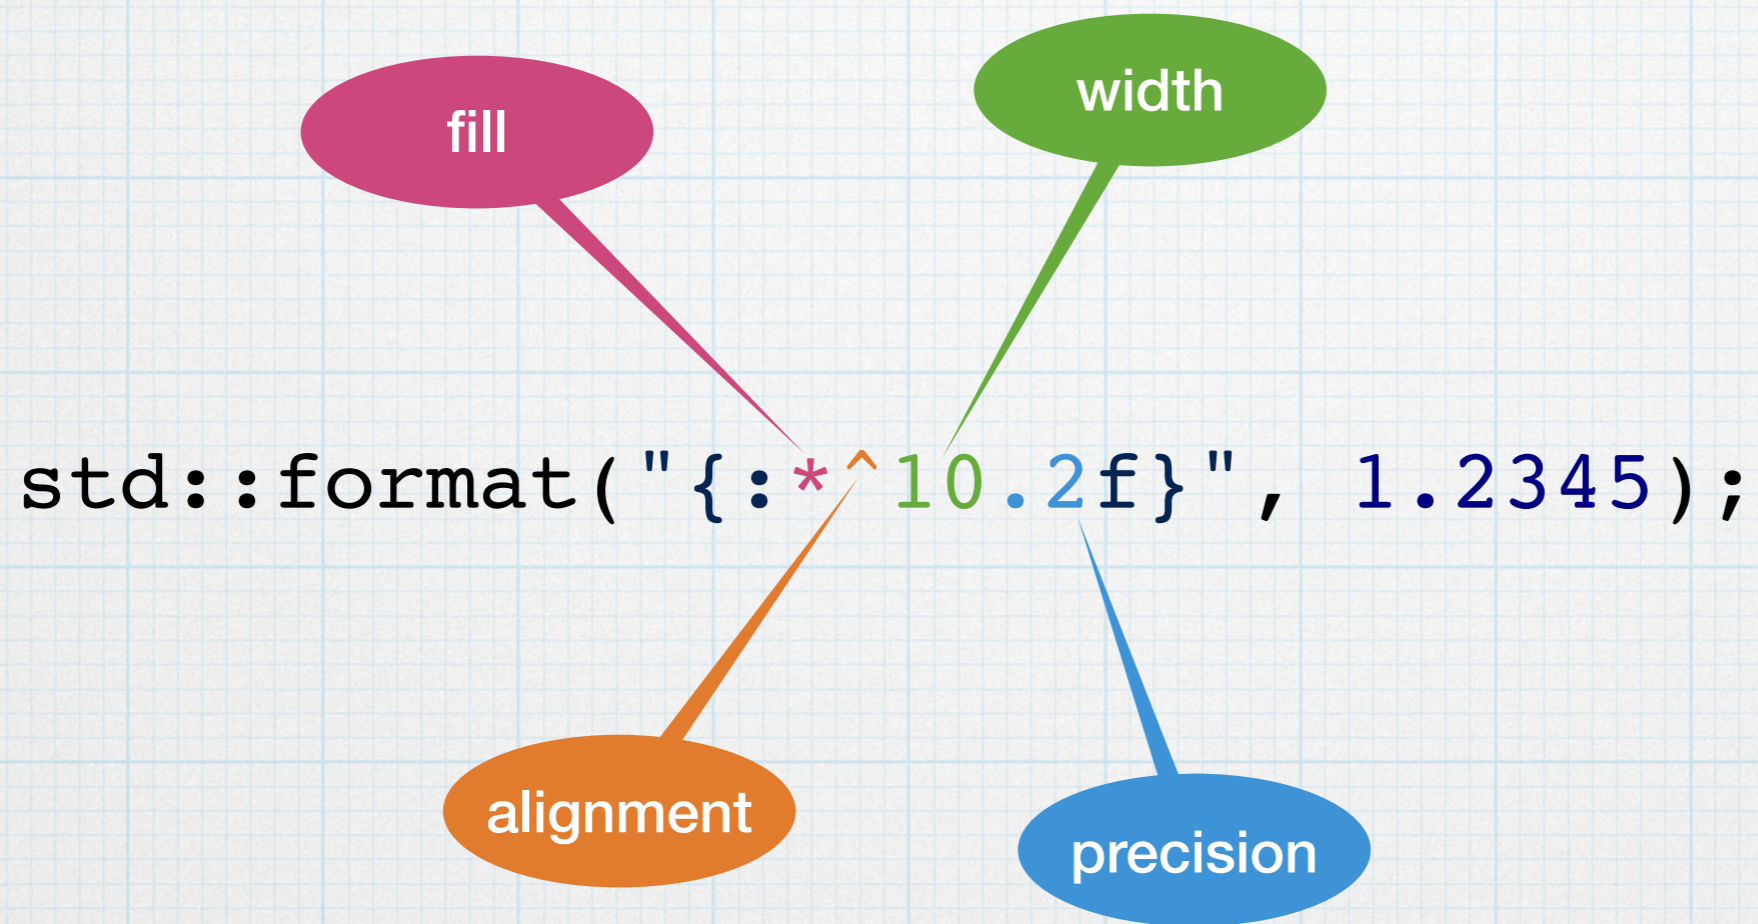 width
fill
std::format("{:*^10.2f}", 1.2345);
alignment
precision